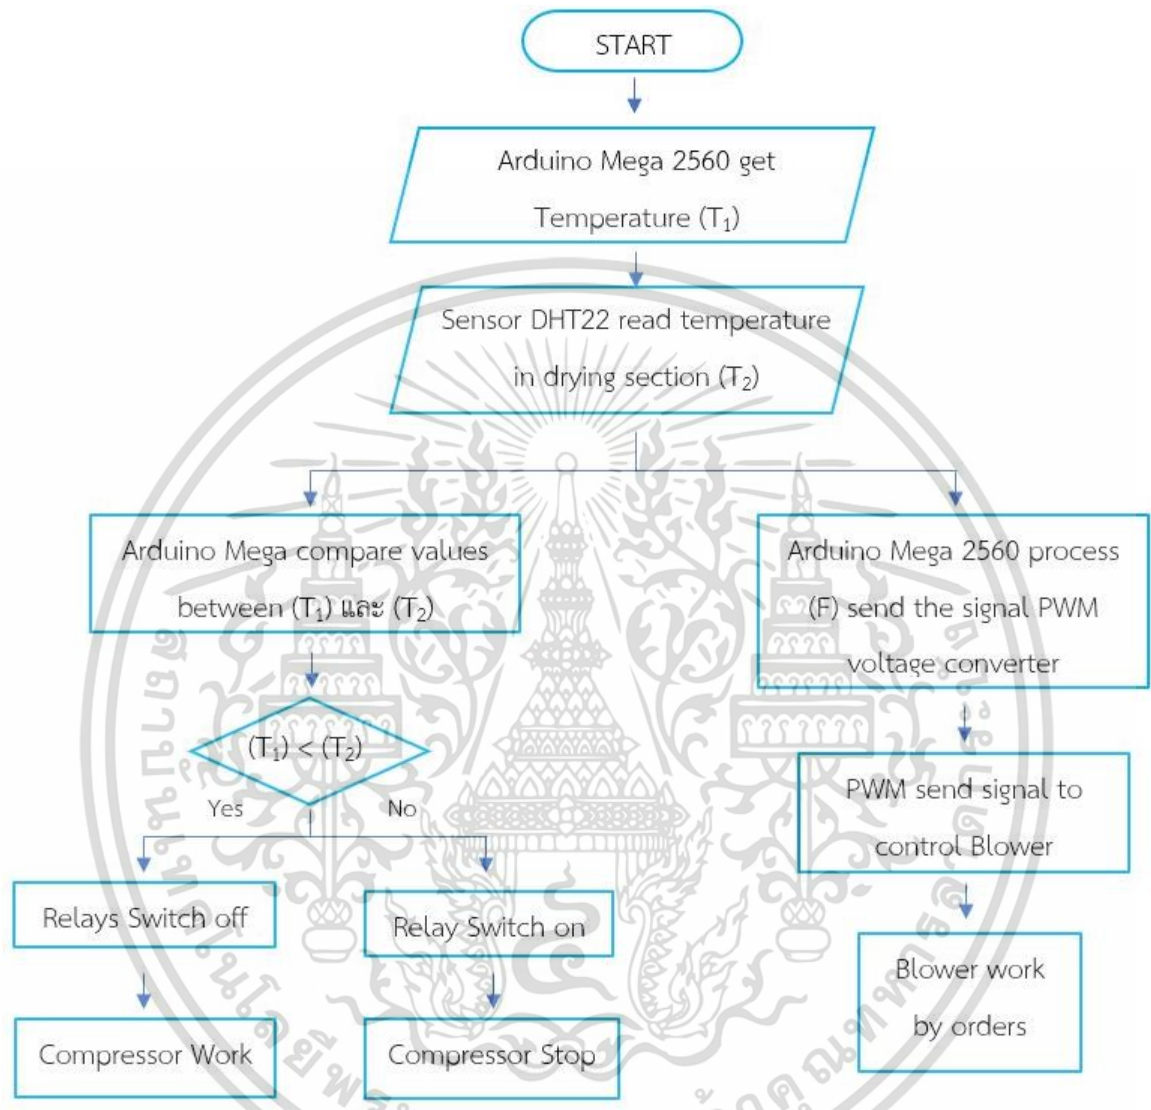 START
Arduino Mega 2560 get
Temperature (T₁)
Sensor DHT22 read temperature
in drying section (T₂)
Arduino Mega compare values
between (T₁) และ (T₂)
Arduino Mega 2560 process
(F) send the signal PWM
voltage converter
(T₁) < (T₂)
Yes
No
PWM send signal to
control Blower
Relays Switch off
Relay Switch on
Blower work
by orders
Compressor Work
Compressor Stop